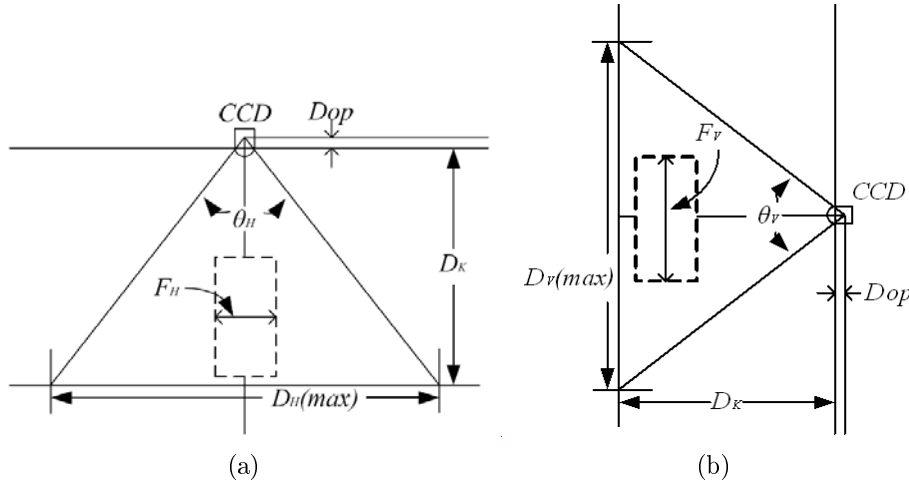 CCD
Dop
θH
DK
FH
DH(max)
(a)
FV
CCD
θV
DV(max)
Dop
DK
(b)